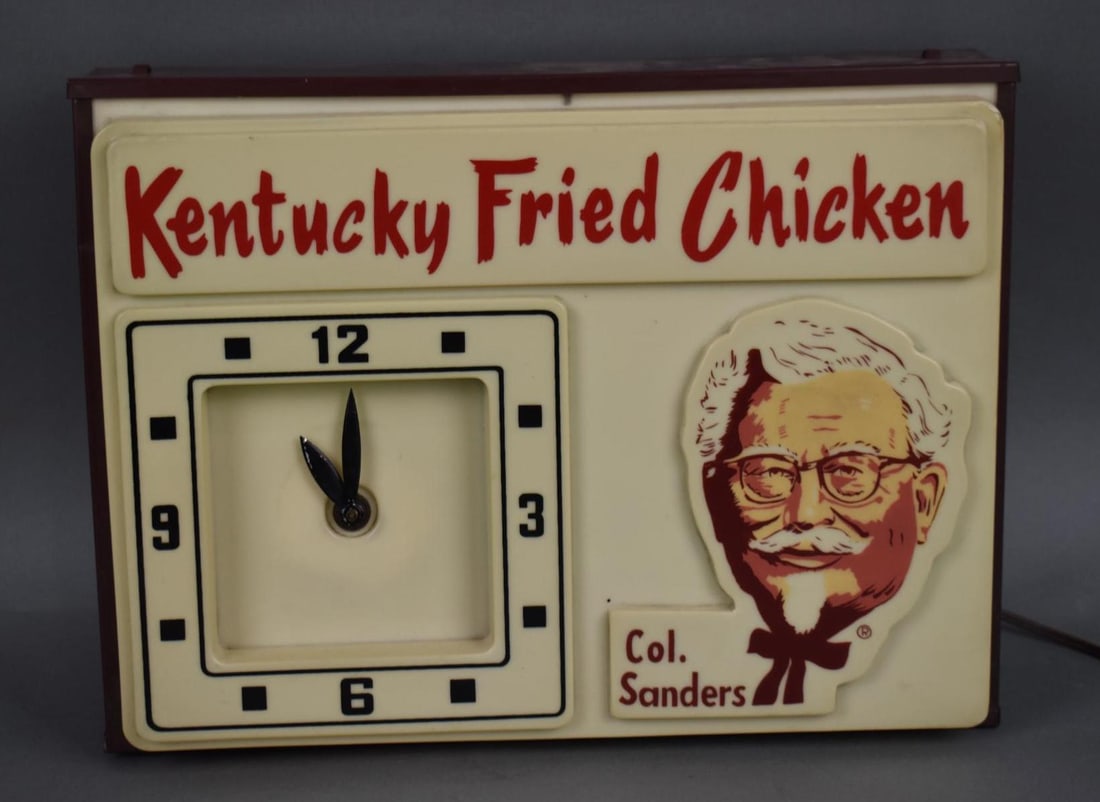 Kentucky Fried Chicken
12
9
3
6
Col.
Sanders
®